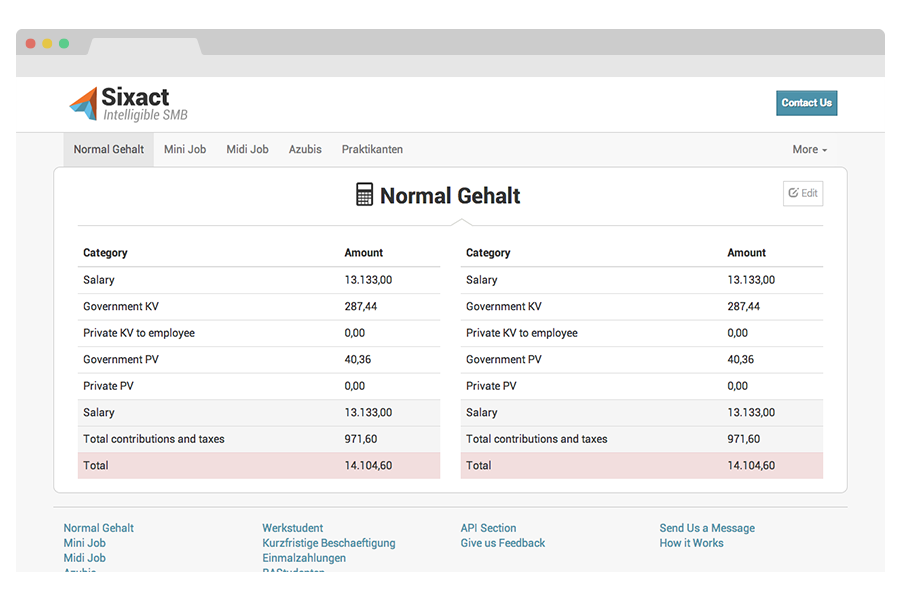 Sixact
Intelligible SMB
Contact Us
Normal Gehalt Mini Job Midi Job Azubis Praktikanten More
Normal Gehalt
Edit
Category Amount Category Amount
Salary 13.133,00 Salary 13.133,00
Government KV 287,44 Government KV 287,44
Private KV to employee 0,00 Private KV to employee 0,00
Government PV 40,36 Government PV 40,36
Private PV 0,00 Private PV 0,00
Salary 13.133,00 Salary 13.133,00
Total contributions and taxes 971,60 Total contributions and taxes 971,60
Total 14.104,60 Total 14.104,60
Normal Gehalt Werkstudent API Section Send Us a Message
Mini Job Kurzfristige Beschaeftigung Give us Feedback How it Works
Midi Job Einmalzahlungen
Azubis BAStudenten